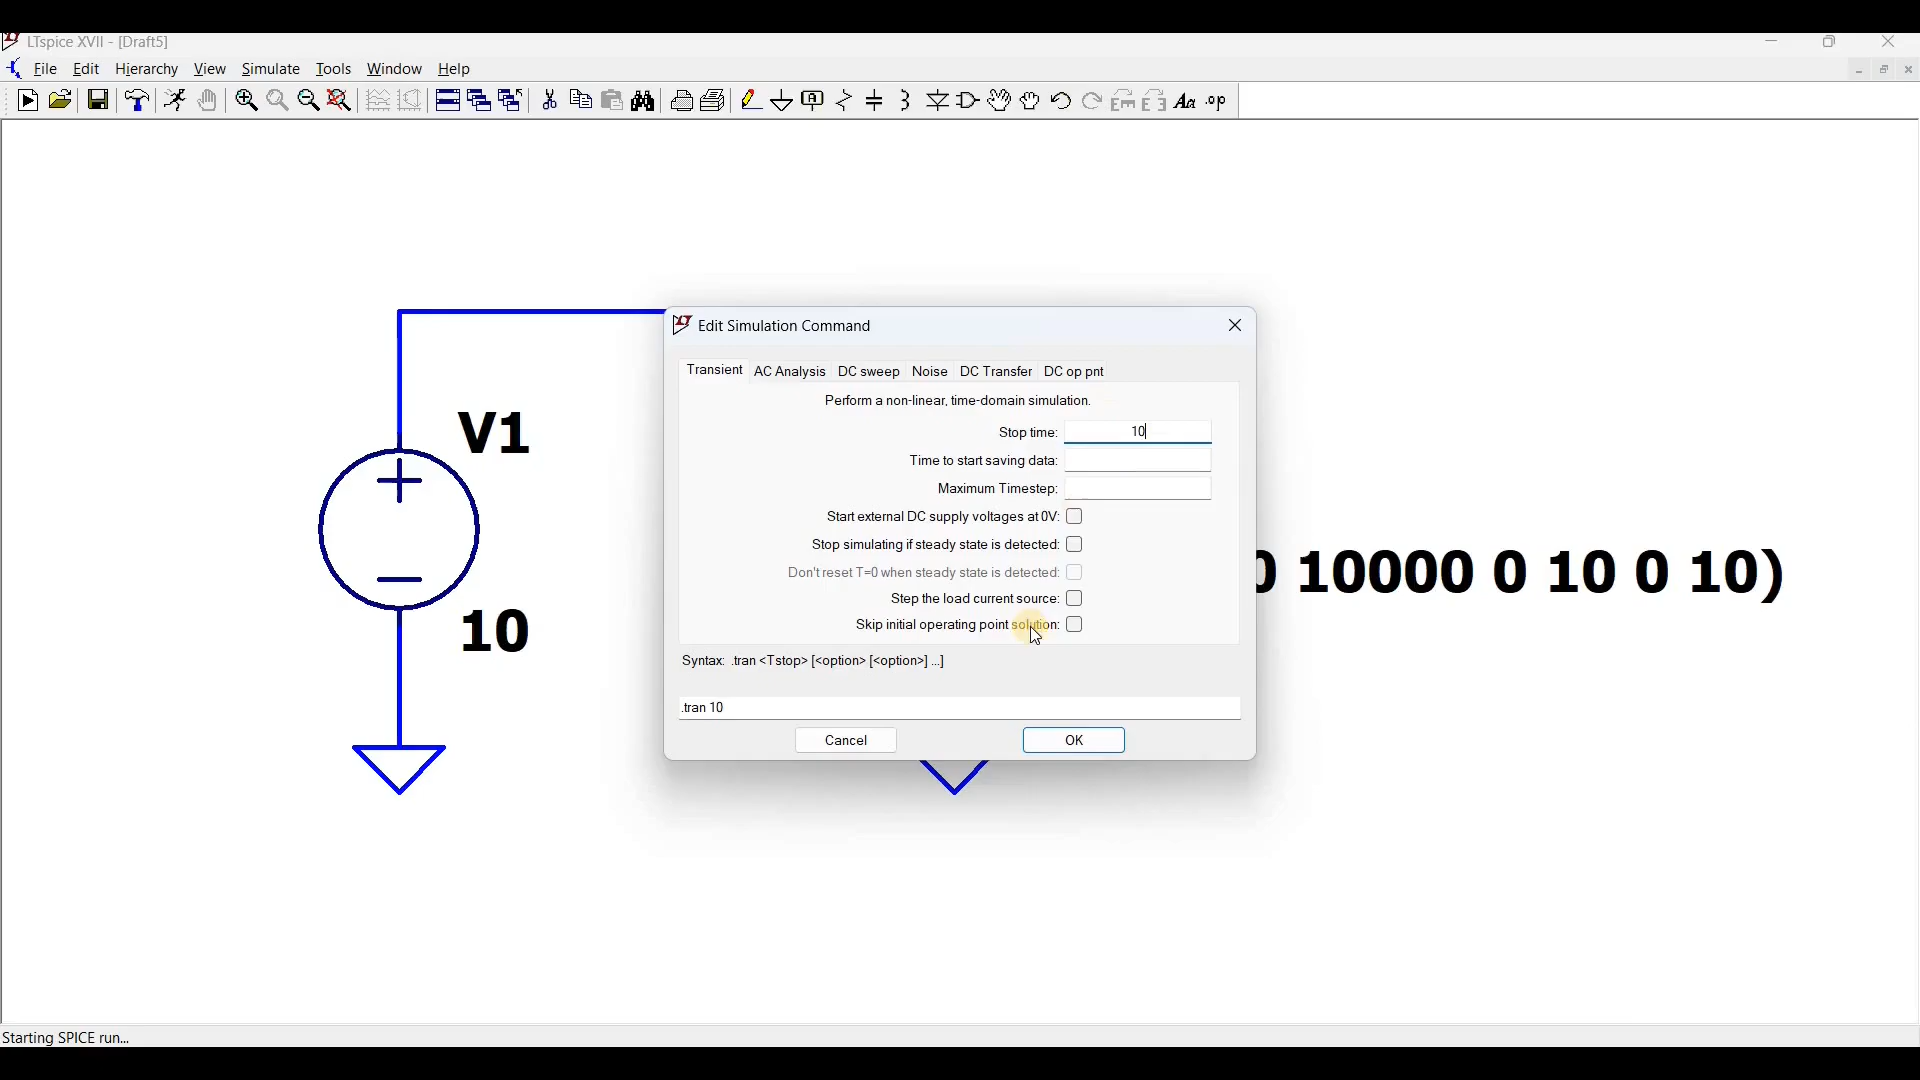 LTspice XVII - [Draft5]
File Edit Hierarchy View Simulate Tools Window Help
Aa .op
Edit Simulation Command
Transient AC Analysis DC sweep Noise DC Transfer DC op pnt
Perform a non-linear, time-domain simulation.
V1
Stop time: 10
Time to start saving data:
Maximum Timestep:
Start external DC supply voltages at 0V:
Stop simulating if steady state is detected:
Don't reset T=0 when steady state is detected:
0 10000 0 10 0 10)
Step the load current source:
Skip initial operating point solution:
10
Syntax: .tran <Tstop> [<option> [<option>] ...]
.tran 10
Cancel OK
Starting SPICE run...